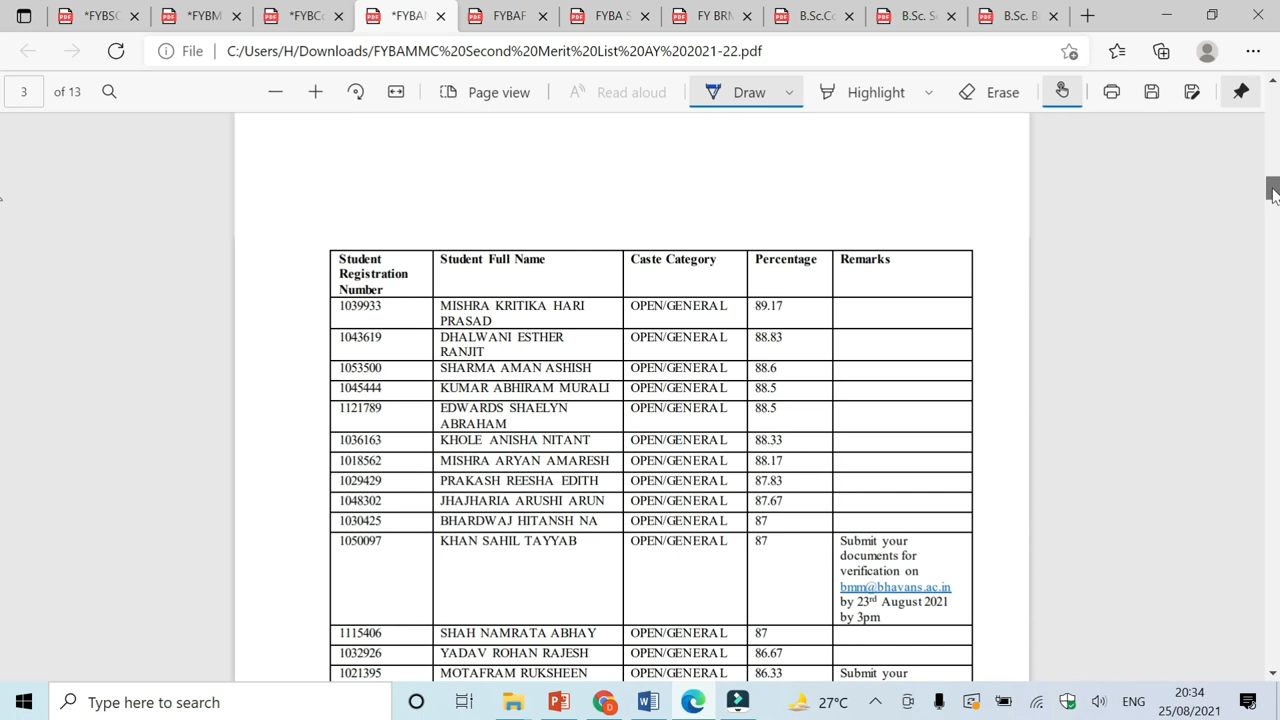 *FYBSC
*FYBM
*FYBCo
*FYBAN
FYBAF
FYBA S
FY BRM
B.Sc.Co
B.Sc. S
B.Sc. B
File C:/Users/H/Downloads/FYBAMMC%20Second%20Merit%20List%20AY%202021-22.pdf
3 of 13 Page view Read aloud Draw Highlight Erase
Student Registration Number Student Full Name Caste Category Percentage Remarks
1039933 MISHRA KRITIKA HARI PRASAD OPEN/GENERAL 89.17
1043619 DHALWANI ESTHER RANJIT OPEN/GENERAL 88.83
1053500 SHARMA AMAN ASHISH OPEN/GENERAL 88.6
1045444 KUMAR ABHIRAM MURALI OPEN/GENERAL 88.5
1121789 EDWARDS SHAELYN ABRAHAM OPEN/GENERAL 88.5
1036163 KHOLE ANISHA NITANT OPEN/GENERAL 88.33
1018562 MISHRA ARYAN AMARESH OPEN/GENERAL 88.17
1029429 PRAKASH REESHA EDITH OPEN/GENERAL 87.83
1048302 JHAJHARIA ARUSHI ARUN OPEN/GENERAL 87.67
1030425 BHARDWAJ HITANSH NA OPEN/GENERAL 87
1050097 KHAN SAHIL TAYYAB OPEN/GENERAL 87 Submit your
documents for
verification on
bmm@bhavans.ac.in
by 23rd August 2021
by 3pm
1115406 SHAH NAMRATA ABHAY OPEN/GENERAL 87
1032926 YADAV ROHAN RAJESH OPEN/GENERAL 86.67
1021395 MOTAFRAM RUKSHEEN OPEN/GENERAL 86.33 Submit your
Type here to search 27°C ENG 20:34
25/08/2021